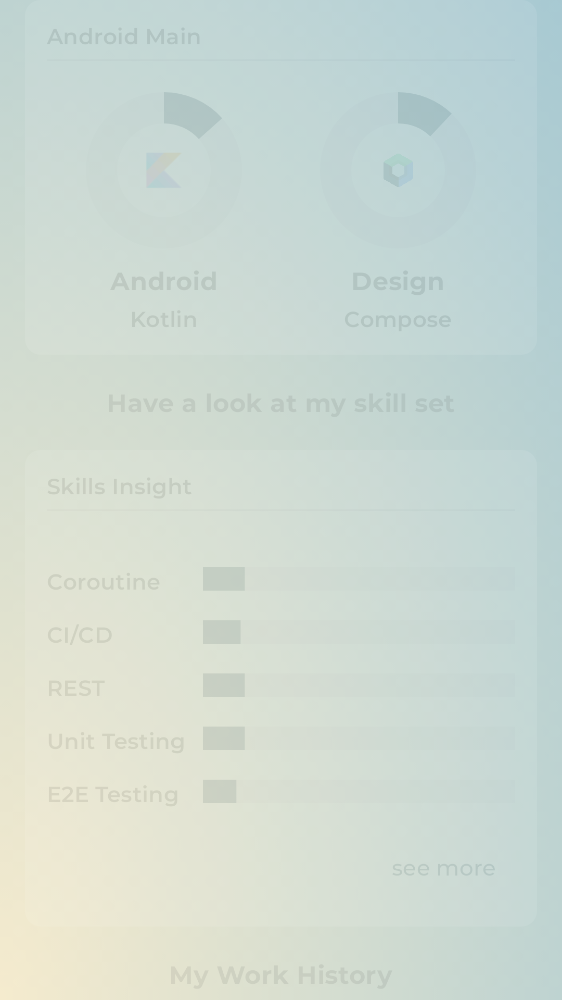 Android Main
Android
Design
Kotlin
Compose
Have a look at my skill set
Skills Insight
Coroutine
CI/CD
REST
Unit Testing
E2E Testing
see more
My Work History